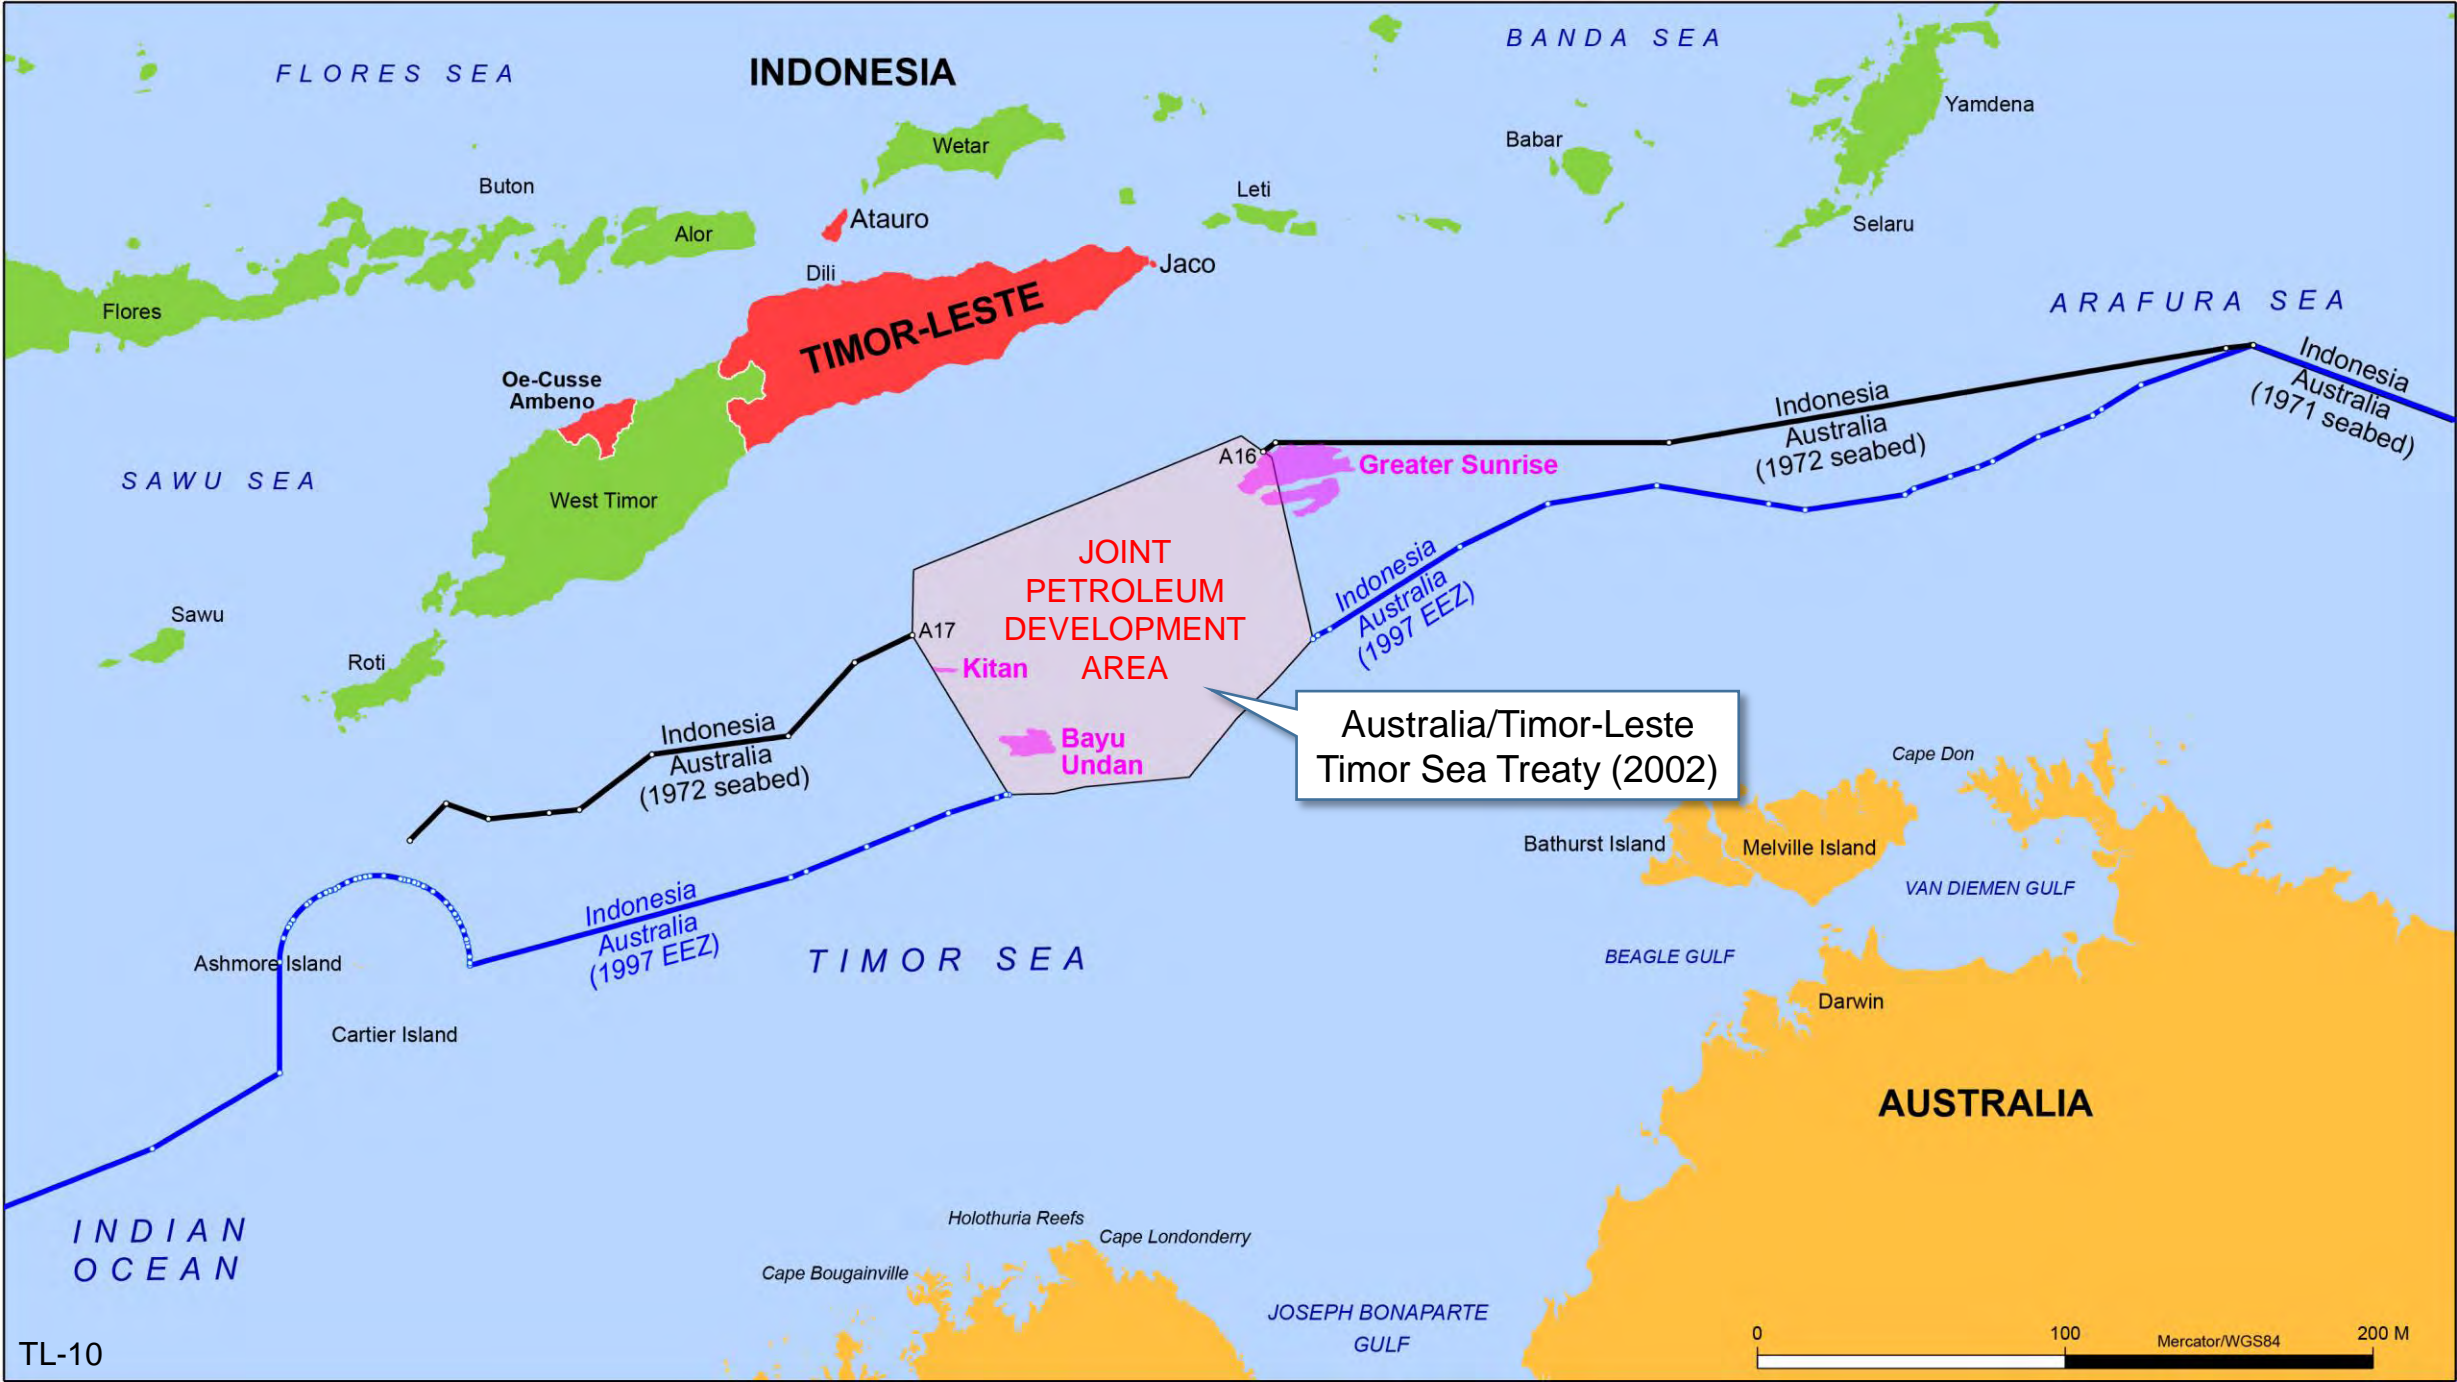 FLORES SEA
INDONESIA
BANDA SEA
Yamdena
Wetar
Babar
Buton
Leti
Atauro
Selaru
Alor
Dili
Jaco
Flores
TIMOR-LESTE
ARAFURA SEA
Indonesia
Australia
(1971 seabed)
Oe-Cusse
Ambeno
Indonesia
Australia
(1972 seabed)
A16
Greater Sunrise
SAWU SEA
West Timor
JOINT
PETROLEUM
DEVELOPMENT
AREA
Indonesia
Australia
(1997 EEZ)
Sawu
A17
Roti
Kitan
Indonesia
Australia
(1972 seabed)
Bayu
Undan
Australia/Timor-Leste
Timor Sea Treaty (2002)
Cape Don
Bathurst Island
Melville Island
VAN DIEMEN GULF
Indonesia
Australia
(1997 EEZ)
TIMOR SEA
BEAGLE GULF
Ashmore Island
Darwin
Cartier Island
AUSTRALIA
INDIAN
OCEAN
Holothuria Reefs
Cape Londonderry
Cape Bougainville
JOSEPH BONAPARTE
GULF
0 100 200 M
Mercator/WGS84
TL-10